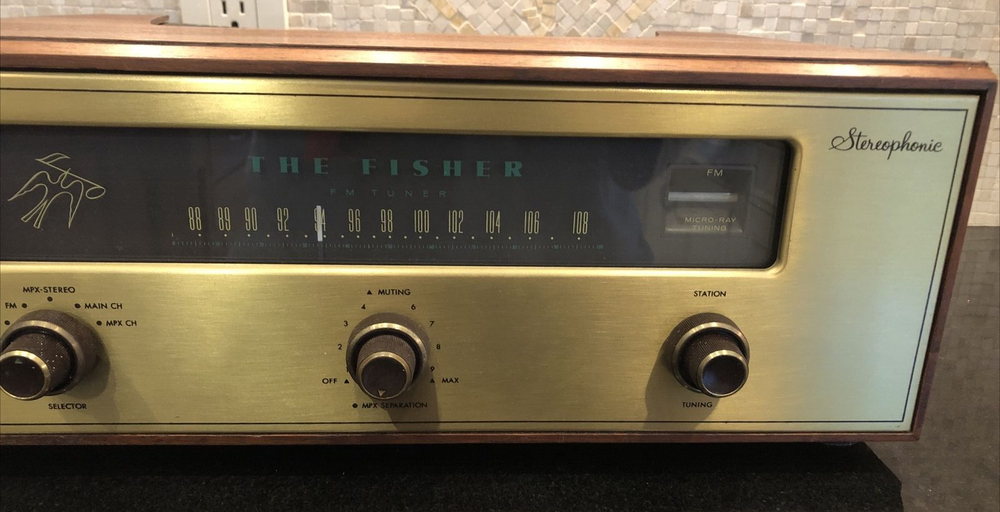 Stereophonic
THE FISHER
FM TUNER
FM
88 89 90 92 94 96 98 100 102 104 106 108
MICRO-RAY
TUNING
MPX-STEREO
FM
MAIN CH
MPX CH
SELECTOR
MUTING
4 6
3 7
2 8
9
OFF MAX
MPX SEPARATION
STATION
TUNING